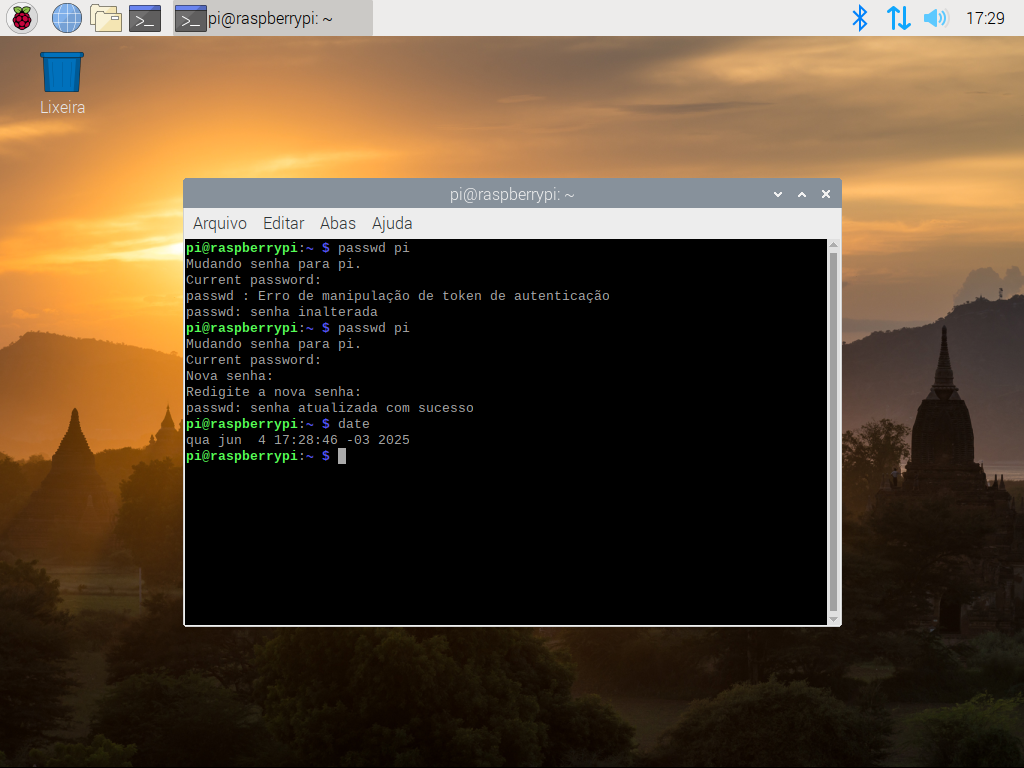 pi@raspberrypi: ~
17:29
Lixeira
pi@raspberrypi: ~
Arquivo Editar Abas Ajuda
pi@raspberrypi:~ $ passwd pi
Mudando senha para pi.
Current password:
passwd : Erro de manipulação de token de autenticação
passwd: senha inalterada
pi@raspberrypi:~ $ passwd pi
Mudando senha para pi.
Current password:
Nova senha:
Redigite a nova senha:
passwd: senha atualizada com sucesso
pi@raspberrypi:~ $ date
qua jun  4 17:28:46 -03 2025
pi@raspberrypi:~ $